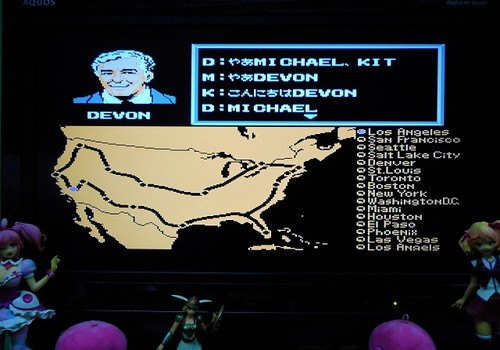 AQUOS
D:やあMICHAEL、KIT
M:やあDEVON
K:こんにちはDEVON
D:MICHAEL
DEVON
Los Angeles
San Francisco
Seattle
Salt Lake City
Denver
St.Louis
Toronto
Boston
New York
WashingtonD.C.
Miami
Houston
El Paso
Phoenix
Las Vegas
Los Angels